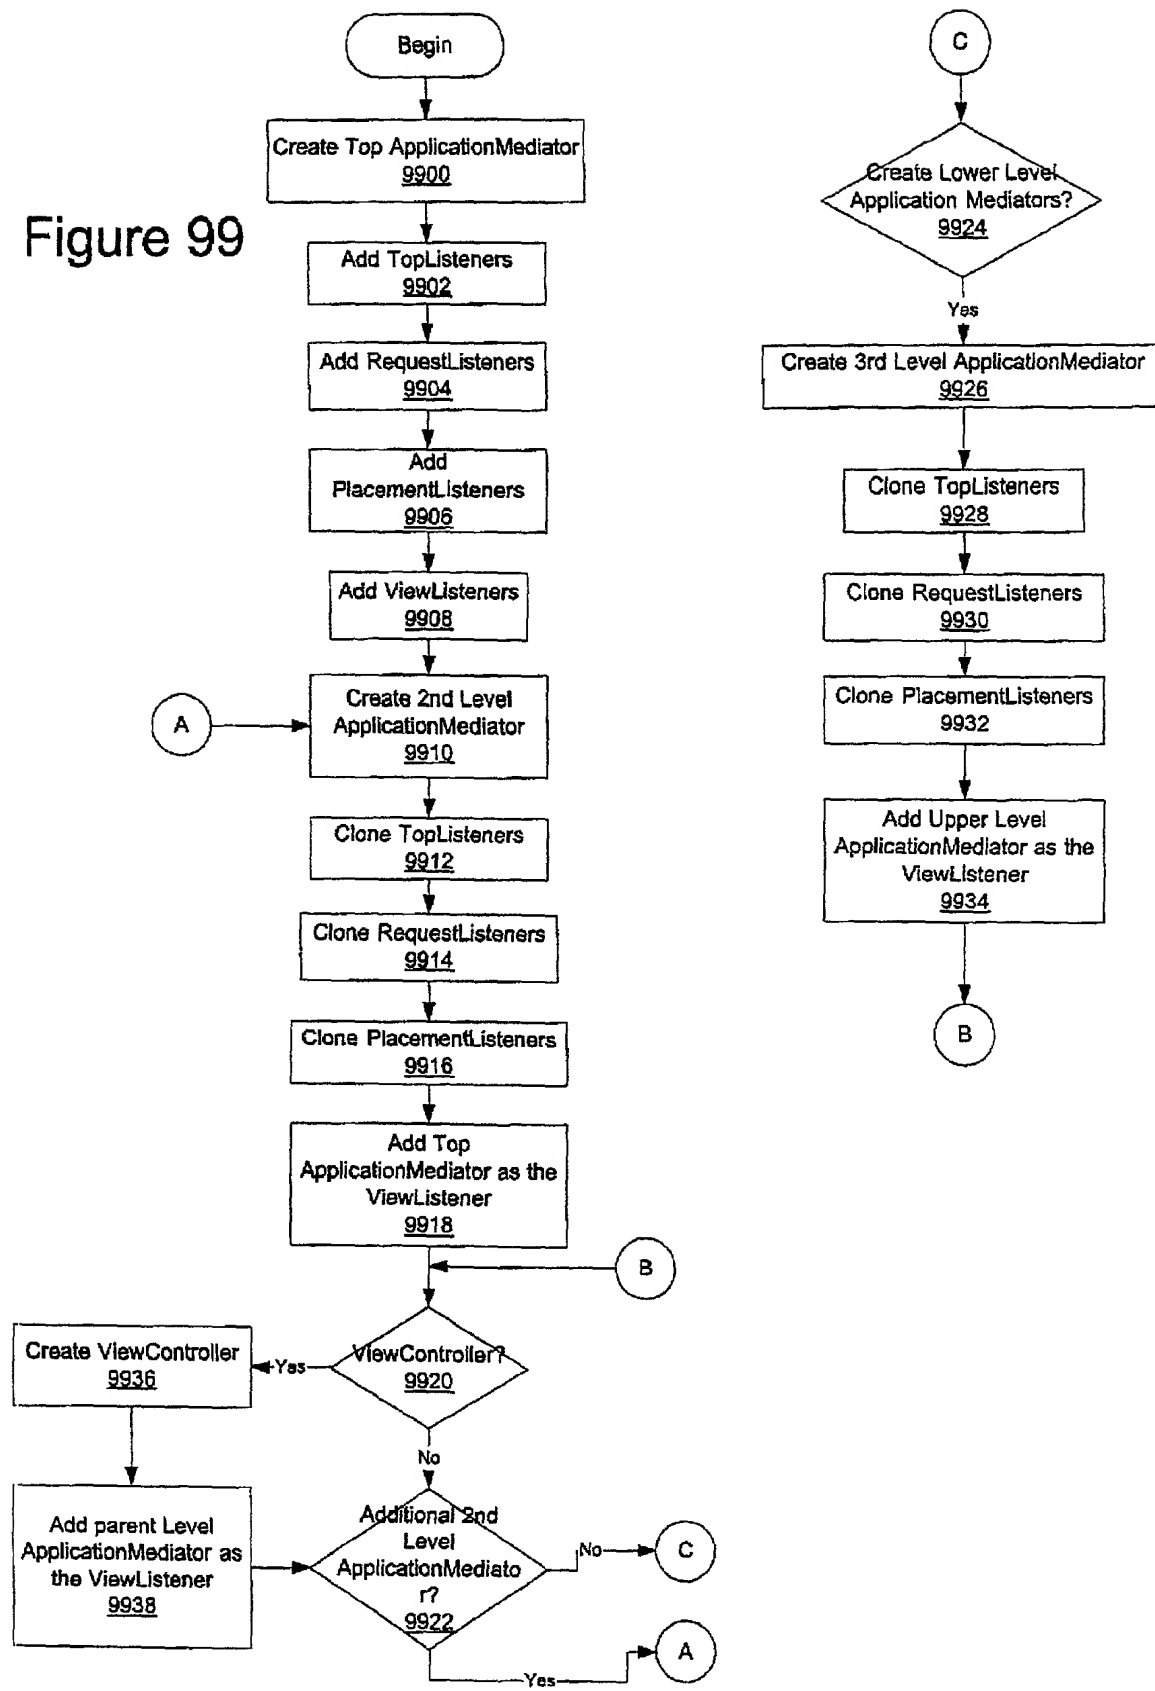 Figure 99
Begin
Create Top ApplicationMediator
9900
Add TopListeners
9902
Add RequestListeners
9904
Add
PlacementListeners
9906
Add ViewListeners
9908
A
Create 2nd Level
ApplicationMediator
9910
Clone TopListeners
9912
Clone RequestListeners
9914
Clone PlacementListeners
9916
Add Top
ApplicationMediator as the
ViewListener
9918
B
ViewController?
9920
Yes
Create ViewController
9936
No
Add parent Level
ApplicationMediator as
the ViewListener
9938
Additional 2nd
Level
ApplicationMediato
r?
9922
No
C
Yes
A
C
Create Lower Level
Application Mediators?
9924
Yes
Create 3rd Level ApplicationMediator
9926
Clone TopListeners
9928
Clone RequestListeners
9930
Clone PlacementListeners
9932
Add Upper Level
ApplicationMediator as the
ViewListener
9934
B